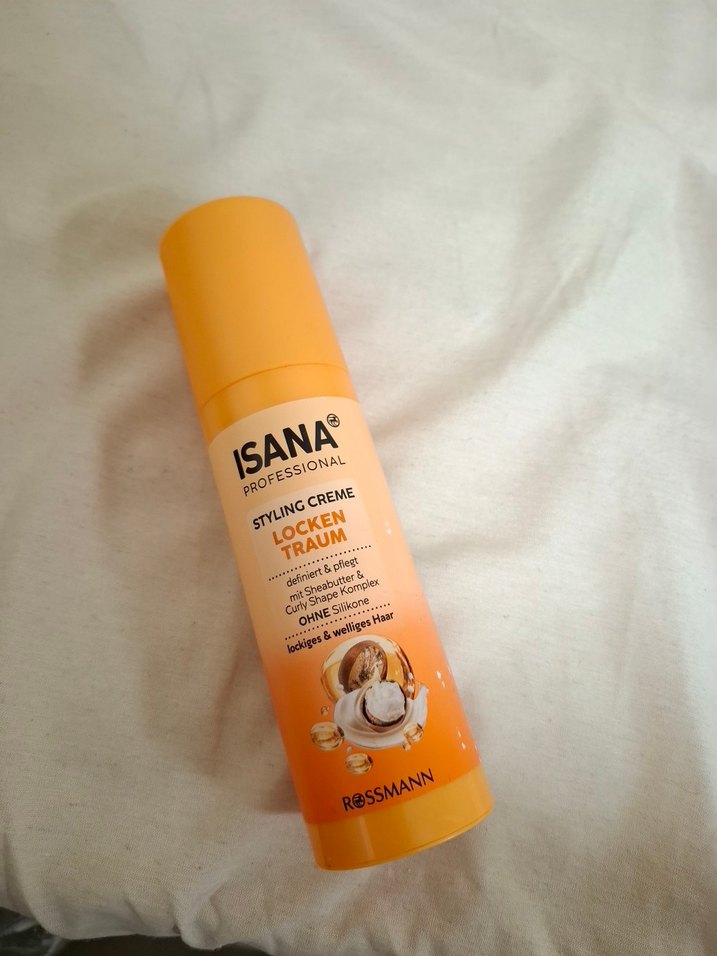 ISANA
PROFESSIONAL
STYLING CREME
LOCKEN
TRAUM
definiert & pflegt
mit Sheabutter &
Curly Shape Komplex
OHNE Silikone
lockiges & welliges Haar
ROSSMANN